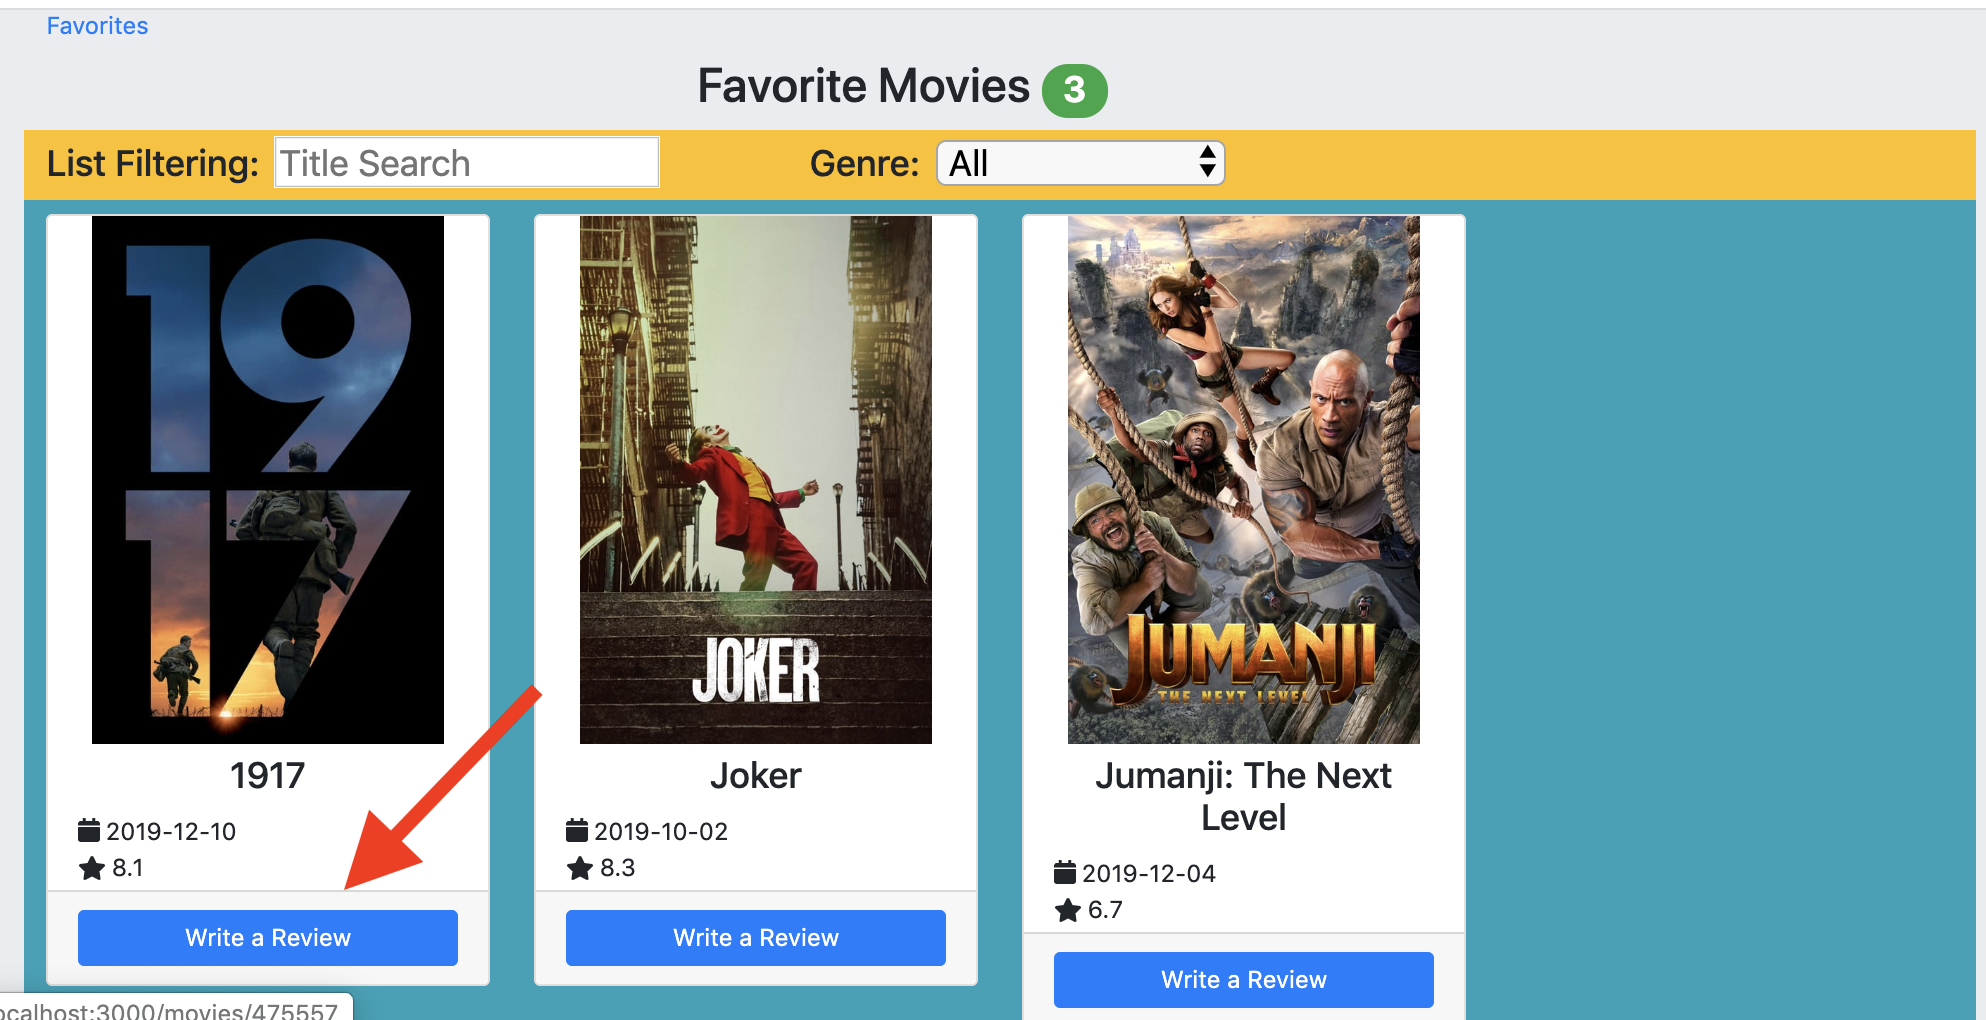 Favorites
Favorite Movies 3
List Filtering: Title Search Genre: All
19
17
JOKER
JUMANJI
THE NEXT LEVEL
1917
Joker
Jumanji: The Next
Level
2019-12-10
8.1
2019-10-02
8.3
2019-12-04
6.7
Write a Review
Write a Review
Write a Review
ocalhost:3000/movies/475557